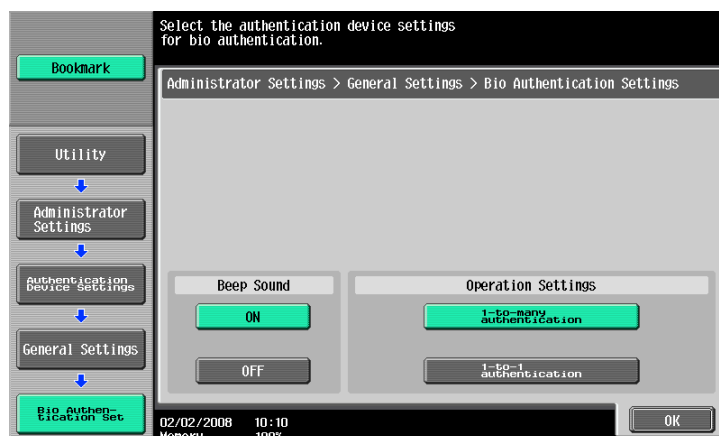 Select the authentication device settings
for bio authentication.
Bookmark
Administrator Settings > General Settings > Bio Authentication Settings
Utility
Administrator
Settings
Authentication
Device Settings
General Settings
Bio Authen-
tication Set
Beep Sound
ON
OFF
Operation Settings
1-to-many
authentication
1-to-1
authentication
02/02/2008 10:10
Memory 100%
OK